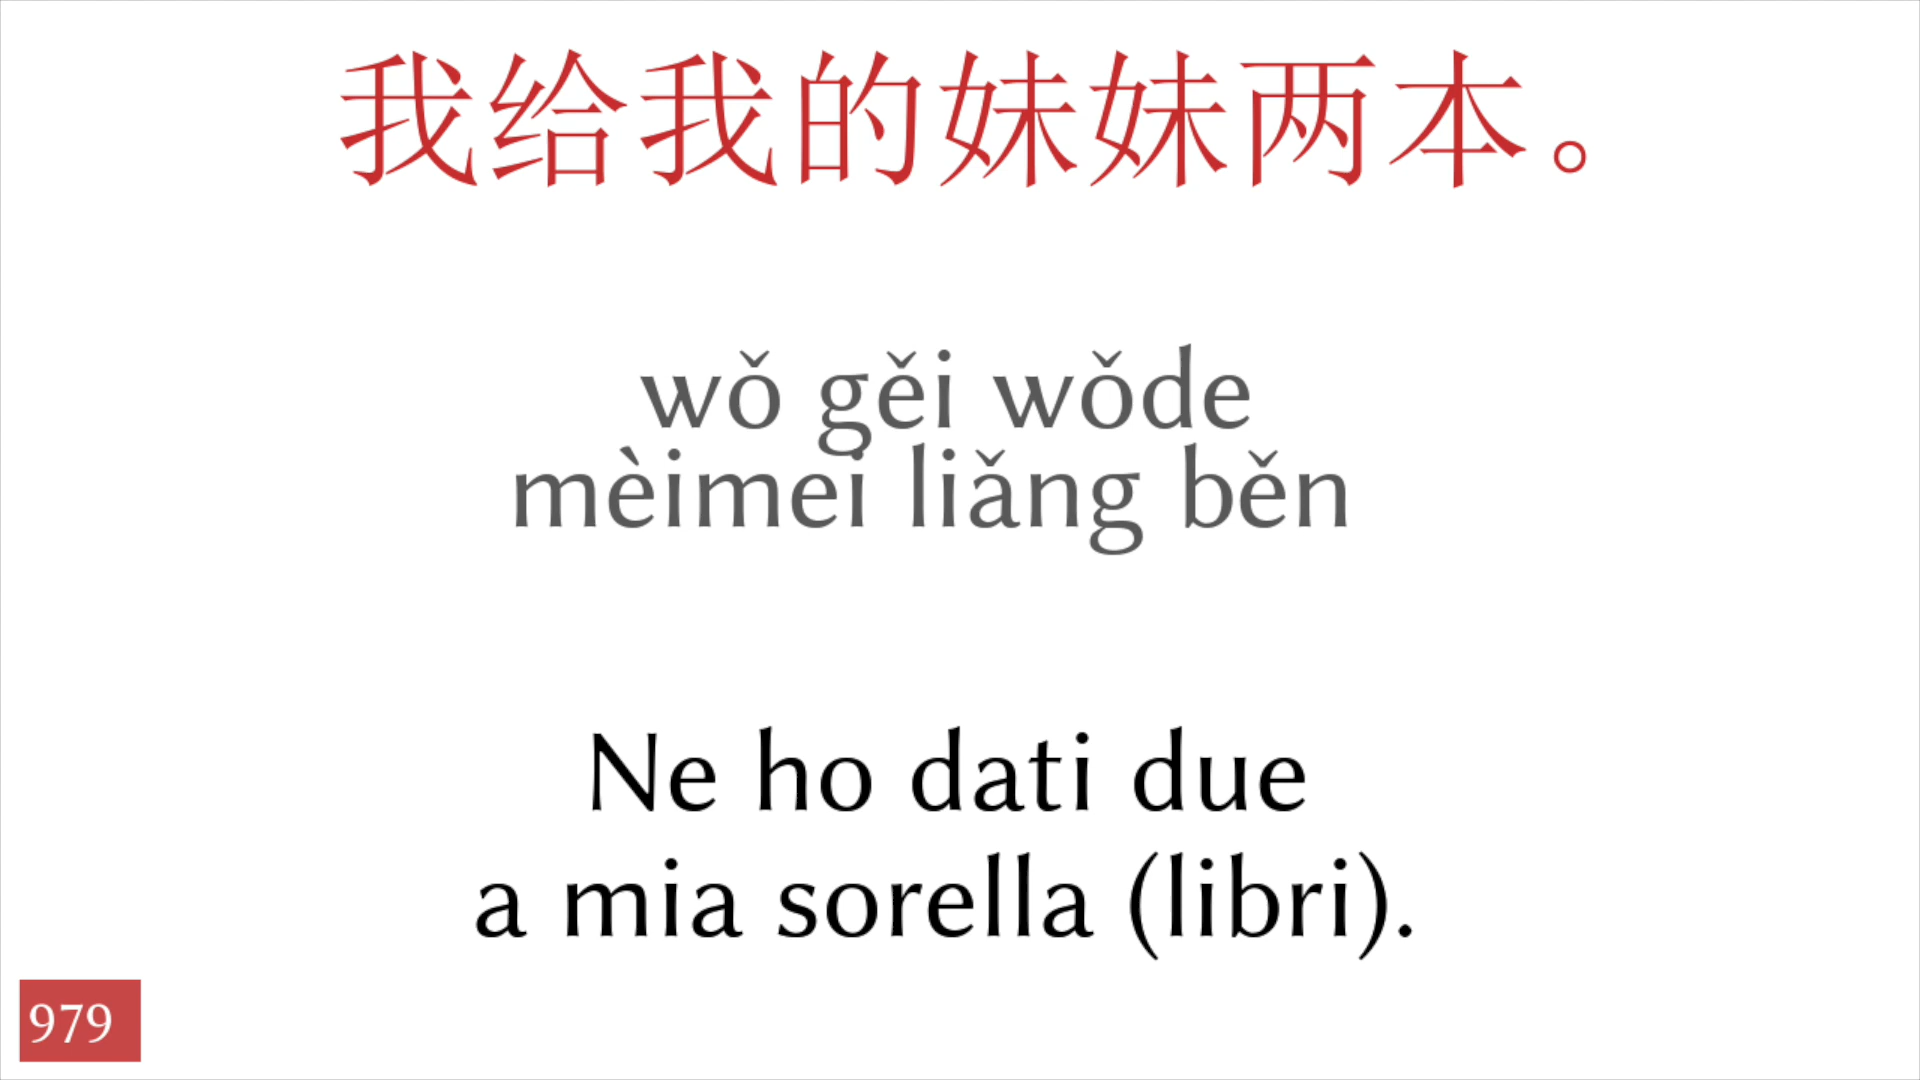 我给我的妹妹两本。
wǒ gěi wǒde
mèimei liǎng běn
Ne ho dati due
a mia sorella (libri).
979